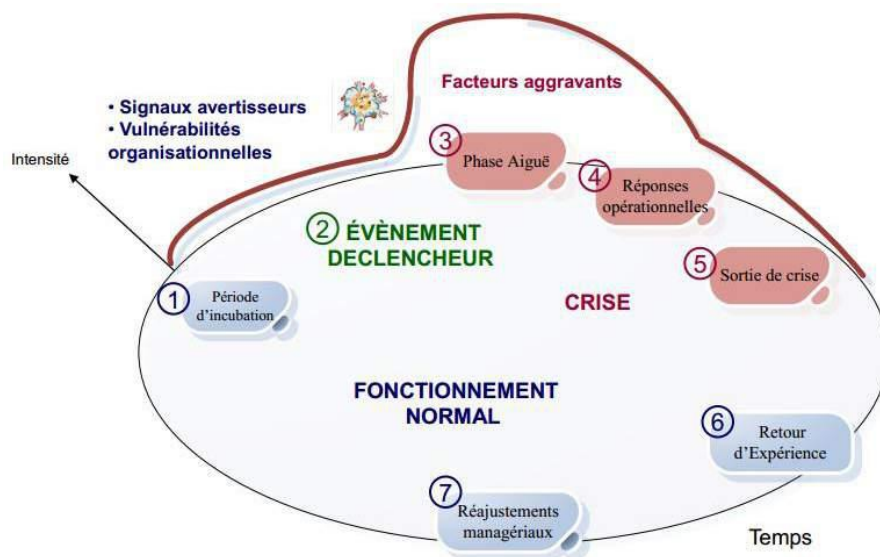 Facteurs aggravants
• Signaux avertisseurs
• Vulnérabilités
organisationnelles
Intensité
3
Phase Aiguë
4
Réponses
opérationnelles
2
ÉVÈNEMENT
DECLENCHEUR
5
Sortie de crise
1
Période
d’incubation
CRISE
FONCTIONNEMENT
NORMAL
6
Retour
d’Expérience
7
Réajustements
managériaux
Temps